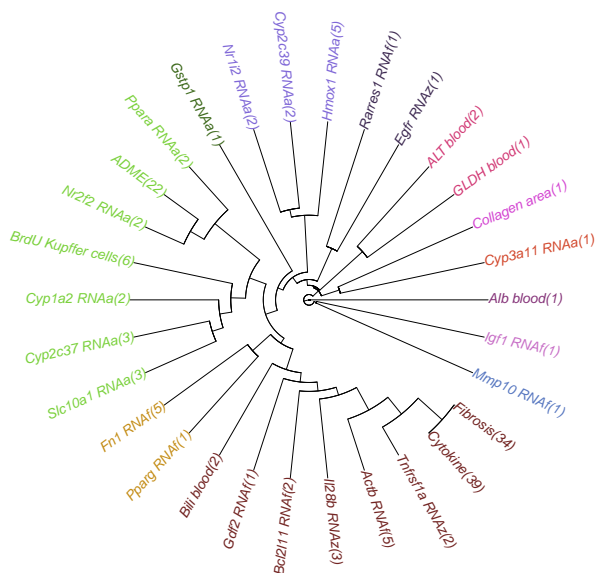 Gstp1 RNAa(1)
Nr1i2 RNAa(2)
Cyp2c39 RNAa(2)
Hmox1 RNAa(5)
Rarres1 RNAf(1)
Egfr RNAz(1)
ALT blood(2)
GLDH blood(1)
Collagen area(1)
Cyp3a11 RNAa(1)
Alb blood(1)
Igf1 RNAf(1)
Mmp10 RNAf(1)
Fibrosis(34)
Cytokine(39)
Tnfrsf1a RNAz(2)
Actb RNAf(5)
Il28b RNAz(3)
Bcl2l11 RNAf(2)
Gdf2 RNAf(1)
Bili blood(2)
Pparg RNAf(1)
Fn1 RNAf(5)
Slc10a1 RNAa(3)
Cyp2c37 RNAa(3)
Cyp1a2 RNAa(2)
BrdU Kupffer cells(6)
Nr2f2 RNAa(2)
ADME(22)
Ppara RNAa(2)